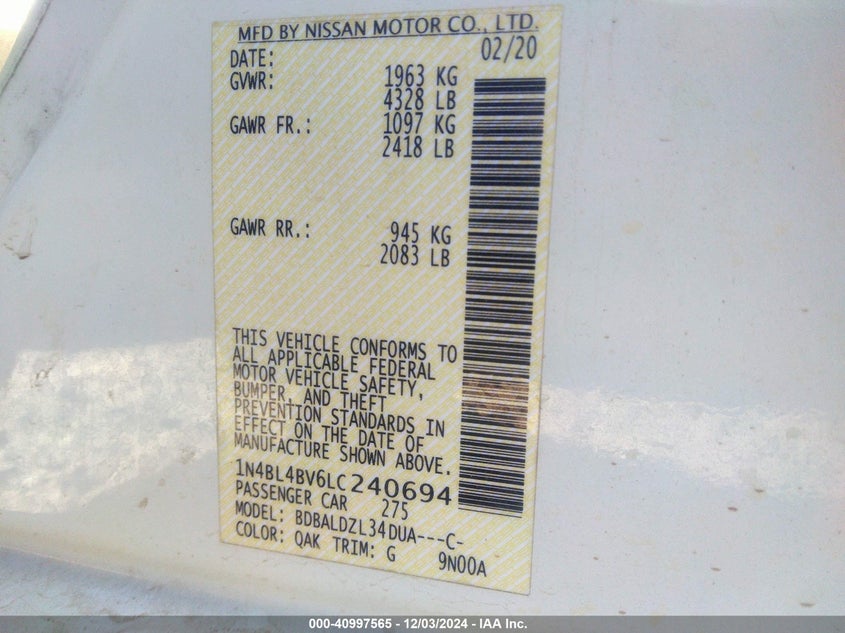 MFD BY NISSAN MOTOR CO., LTD.
DATE: 02/20
GVWR: 1963 KG
4328 LB
GAWR FR.: 1097 KG
2418 LB
GAWR RR.: 945 KG
2083 LB
THIS VEHICLE CONFORMS TO
ALL APPLICABLE FEDERAL
MOTOR VEHICLE SAFETY,
BUMPER, AND THEFT
PREVENTION STANDARDS IN
EFFECT ON THE DATE OF
MANUFACTURE SHOWN ABOVE.
1N4BL4BV6LC240694
PASSENGER CAR 275
MODEL: BDBALDZL34DUA---C-
COLOR: QAK TRIM: G 9N00A
000-40997565 - 12/03/2024 - IAA Inc.